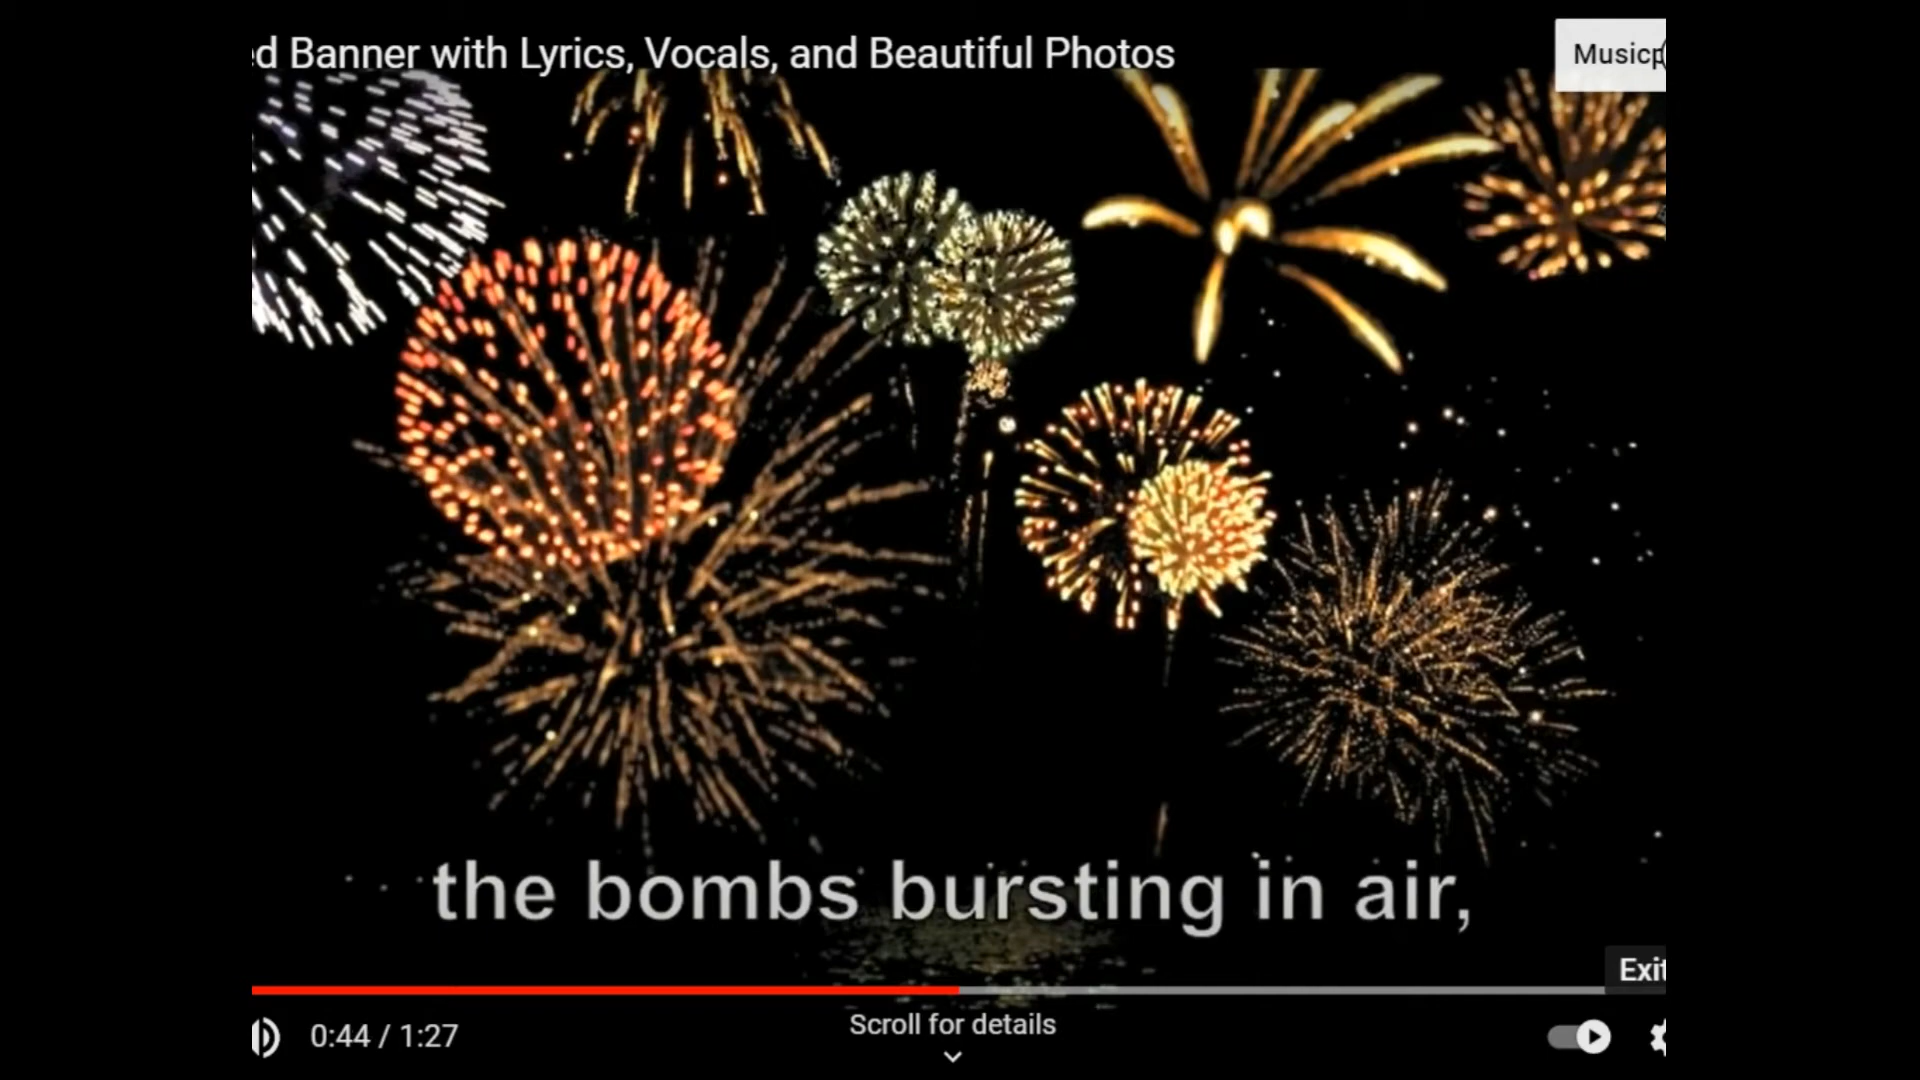 d Banner with Lyrics, Vocals, and Beautiful Photos
Music
the bombs bursting in air,
Exit
0:44 / 1:27
Scroll for details